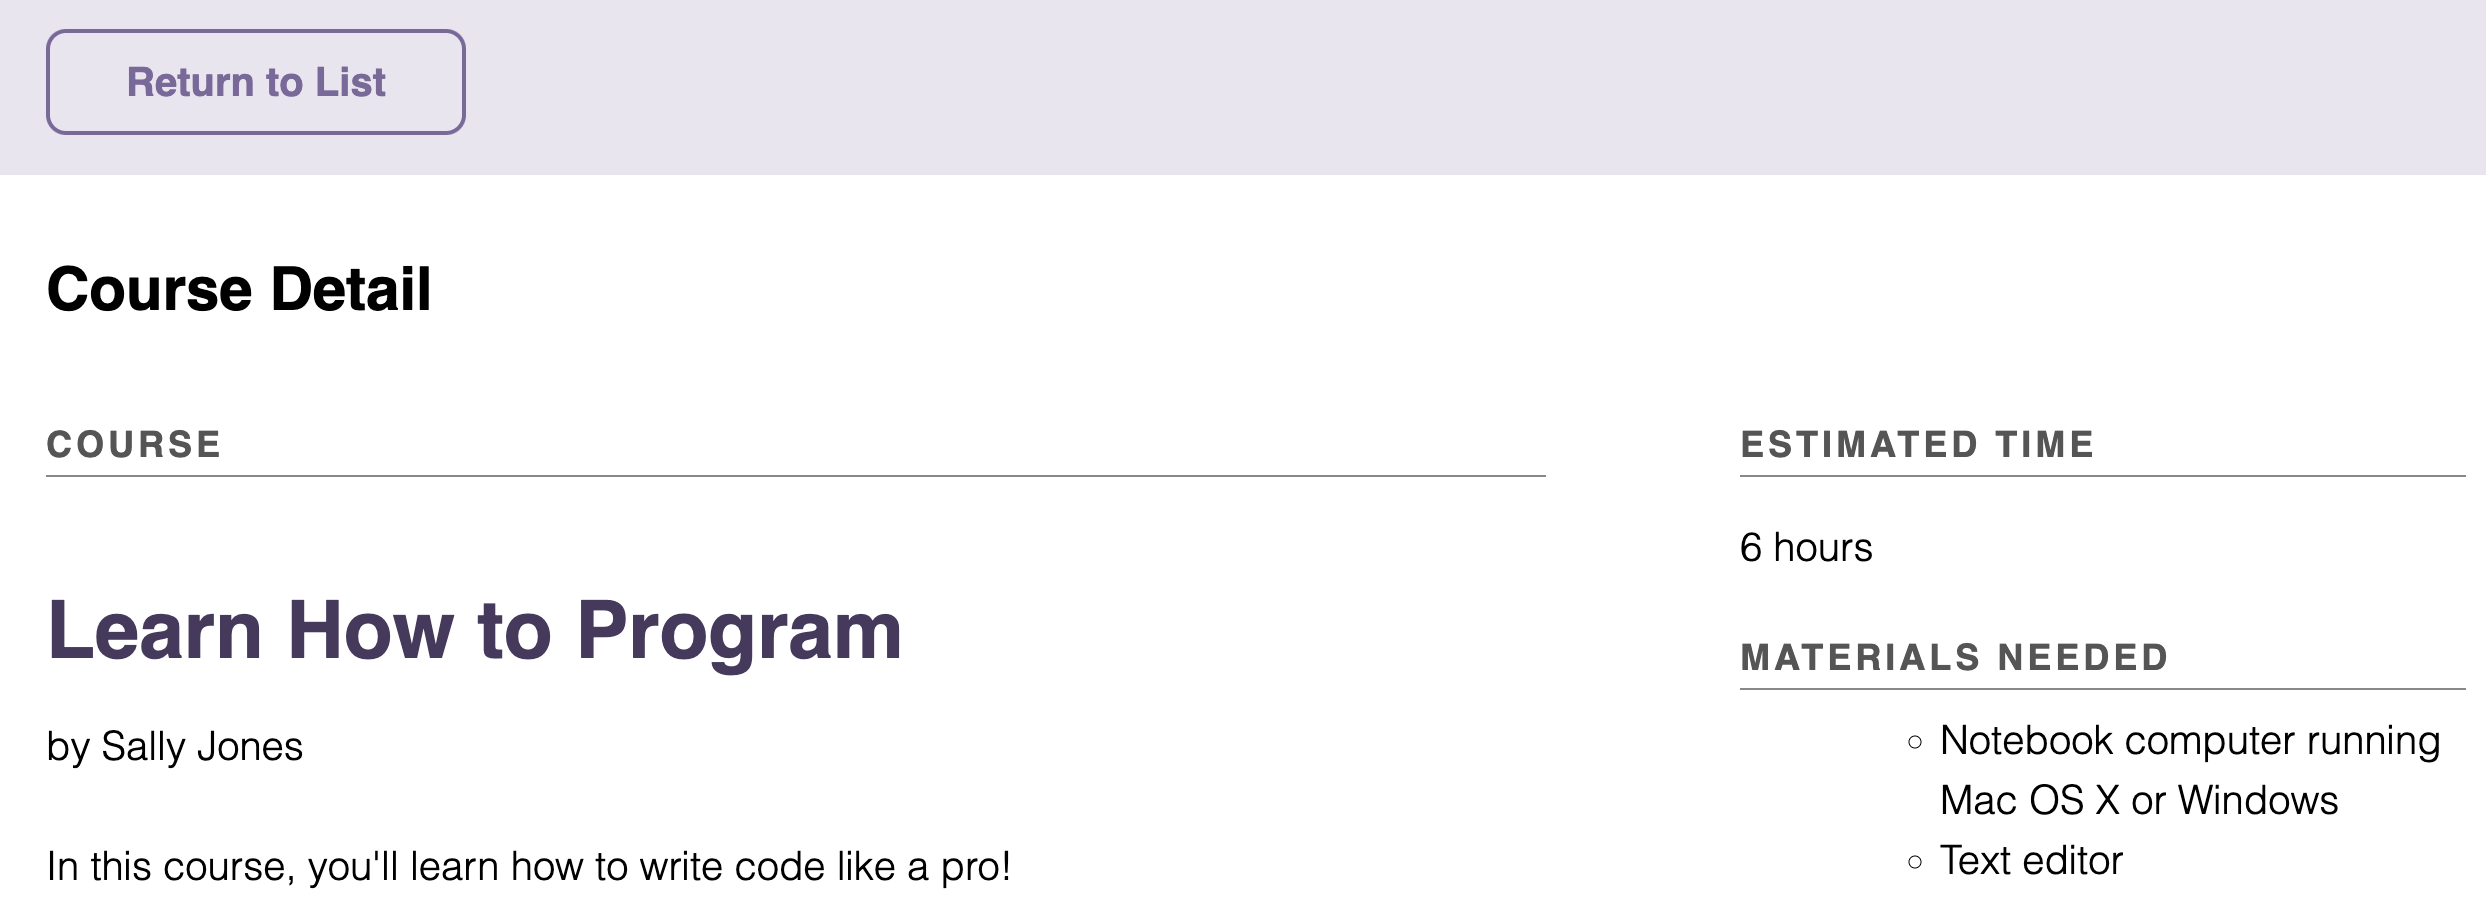 Return to List
Course Detail
COURSE
Learn How to Program
by Sally Jones
In this course, you'll learn how to write code like a pro!
ESTIMATED TIME
6 hours
MATERIALS NEEDED
Notebook computer running
Mac OS X or Windows
Text editor